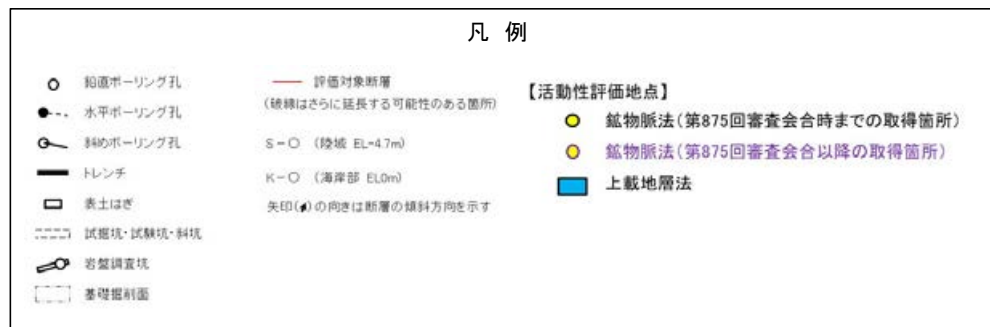 凡 例
鉛直ボーリング孔
水平ボーリング孔
斜めボーリング孔
トレンチ
表土はぎ
試掘坑・試験坑・斜坑
岩盤調査坑
基礎掘削面
評価対象断層
(破線はさらに延長する可能性のある箇所)
S-○ (陸域 EL-4.7m)
K-○ (海岸部 EL0m)
矢印( )の向きは断層の傾斜方向を示す
【活動性評価地点】
鉱物脈法(第875回審査会合時までの取得箇所)
鉱物脈法(第875回審査会合以降の取得箇所)
上載地層法